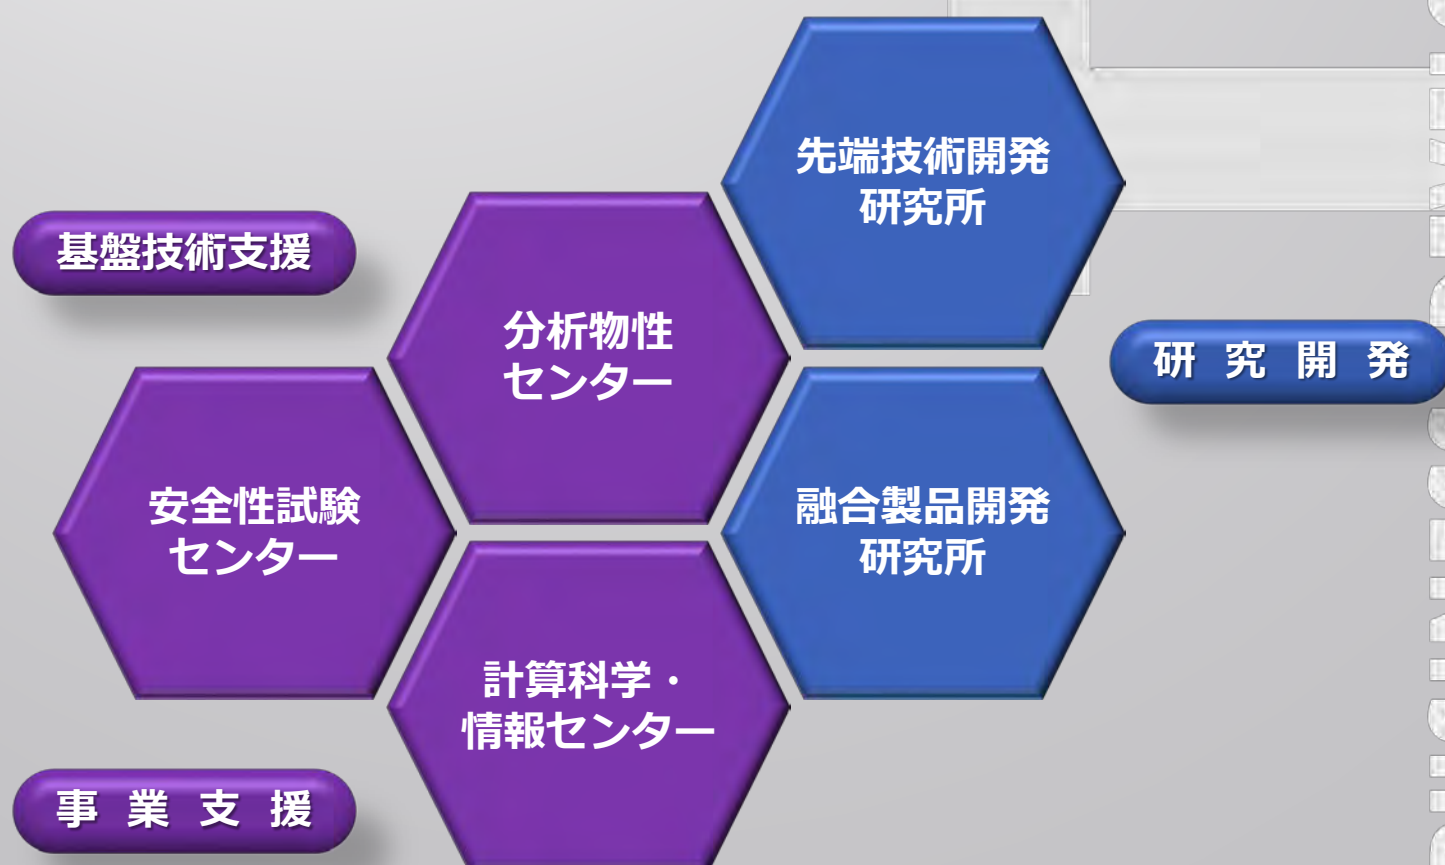 先端技術開発
研究所
基盤技術支援
分析物性
センター
研 究 開 発
安全性試験
センター
融合製品開発
研究所
計算科学・
情報センター
事 業 支 援